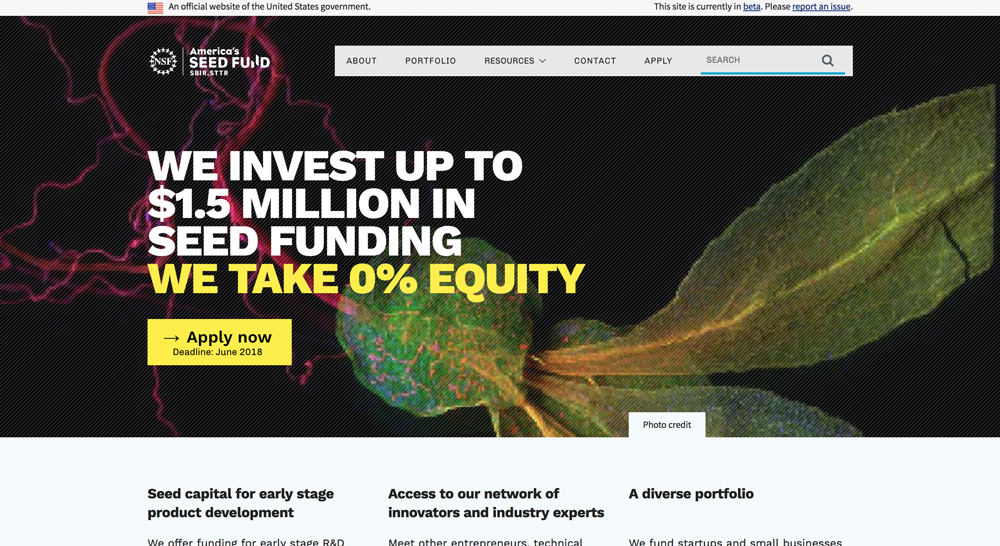 An official website of the United States government.
This site is currently in beta. Please report an issue.
NSF
America's
SEED FUND
SBIR.STTR
ABOUT
PORTFOLIO
RESOURCES
CONTACT
APPLY
SEARCH
WE INVEST UP TO
$1.5 MILLION IN
SEED FUNDING
WE TAKE 0% EQUITY
→ Apply now
Deadline: June 2018
Photo credit
Seed capital for early stage
product development
Access to our network of
innovators and industry experts
A diverse portfolio
We offer funding for early stage R&D
Meet other entrepreneurs, technical
We fund startups and small businesses